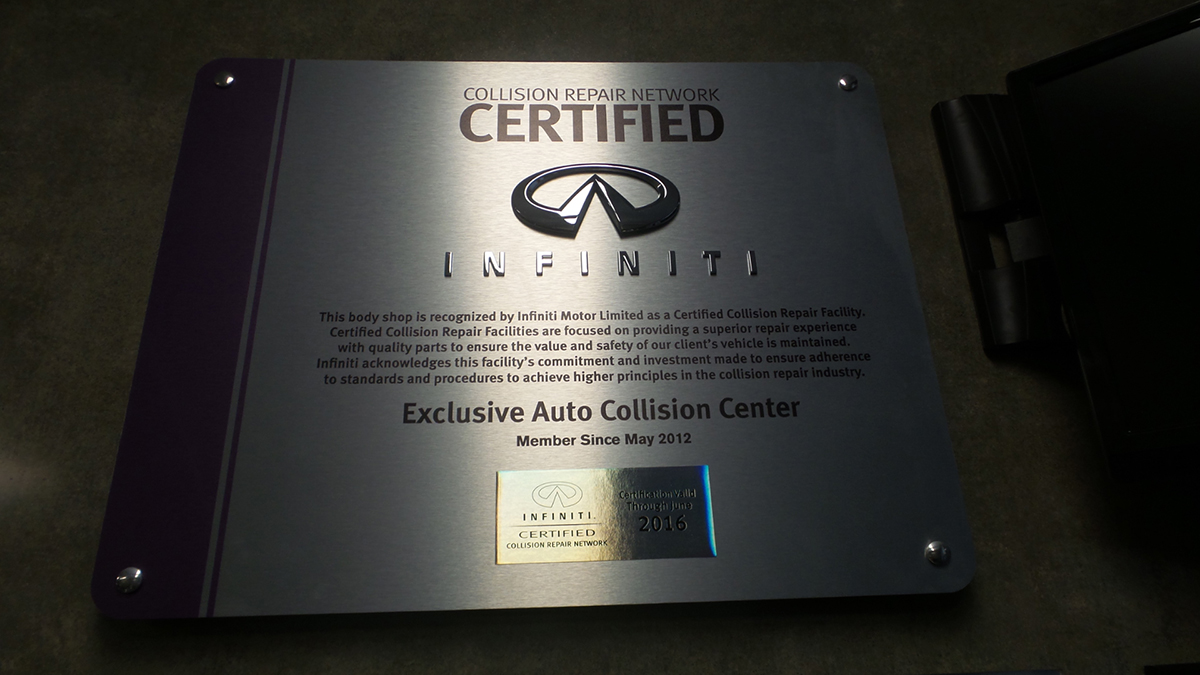 COLLISION REPAIR NETWORK
CERTIFIED
INFINITI
This body shop is recognized by Infiniti Motor Limited as a Certified Collision Repair Facility.
Certified Collision Repair Facilities are focused on providing a superior repair experience
with quality parts to ensure the value and safety of our client's vehicle is maintained.
Infiniti acknowledges this facility's commitment and investment made to ensure adherence
to standards and procedures to achieve higher principles in the collision repair industry.
Exclusive Auto Collision Center
Member Since May 2012
INFINITI
CERTIFIED
COLLISION REPAIR NETWORK
Certification Valid
Through June
2016